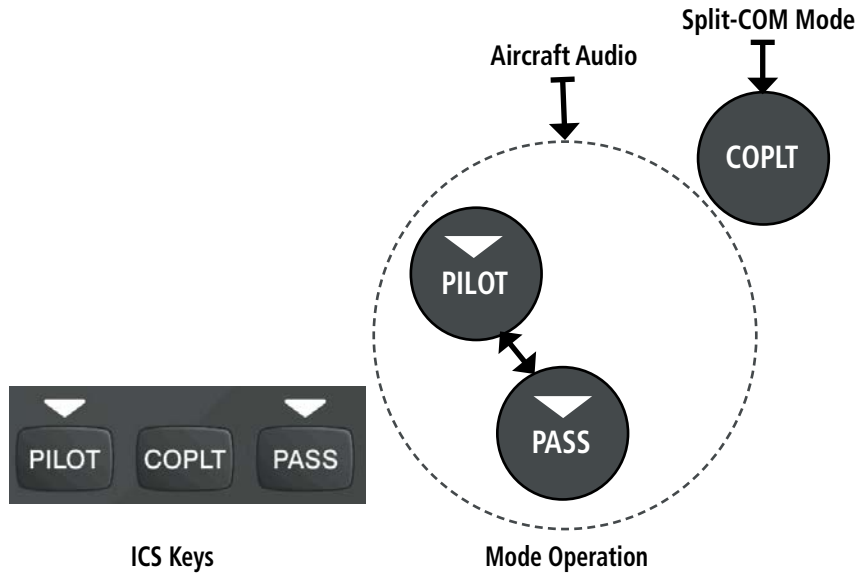 Split-COM Mode
Aircraft Audio
COPLT
PILOT
PASS
PILOT COPLT PASS
ICS Keys
Mode Operation